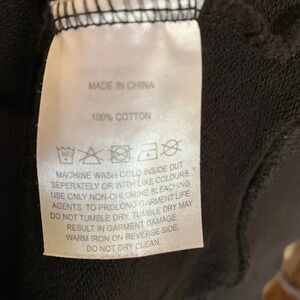 MADE IN CHINA
100% COTTON
MACHINE WASH COLD INSIDE OUT
SEPERATELY OR WITH LIKE COLOURS
USE ONLY NON-CHLORINE BLEACHING
AGENTS. TO PROLONG GARMENT LIFE
DO NOT TUMBLE DRY. TUMBLE DRY MAY
RESULT IN GARMENT DAMAGE.
WARM IRON ON REVERSE SIDE.
DO NOT DRY CLEAN.